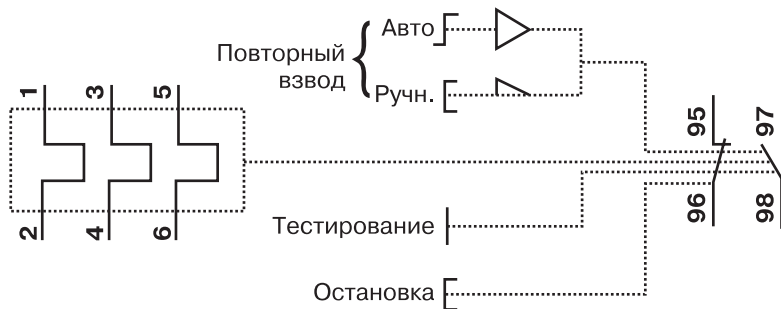 Авто
Повторный
взвод
Ручн.
1
3
5
95
97
2
4
6
96
98
Тестирование
Остановка